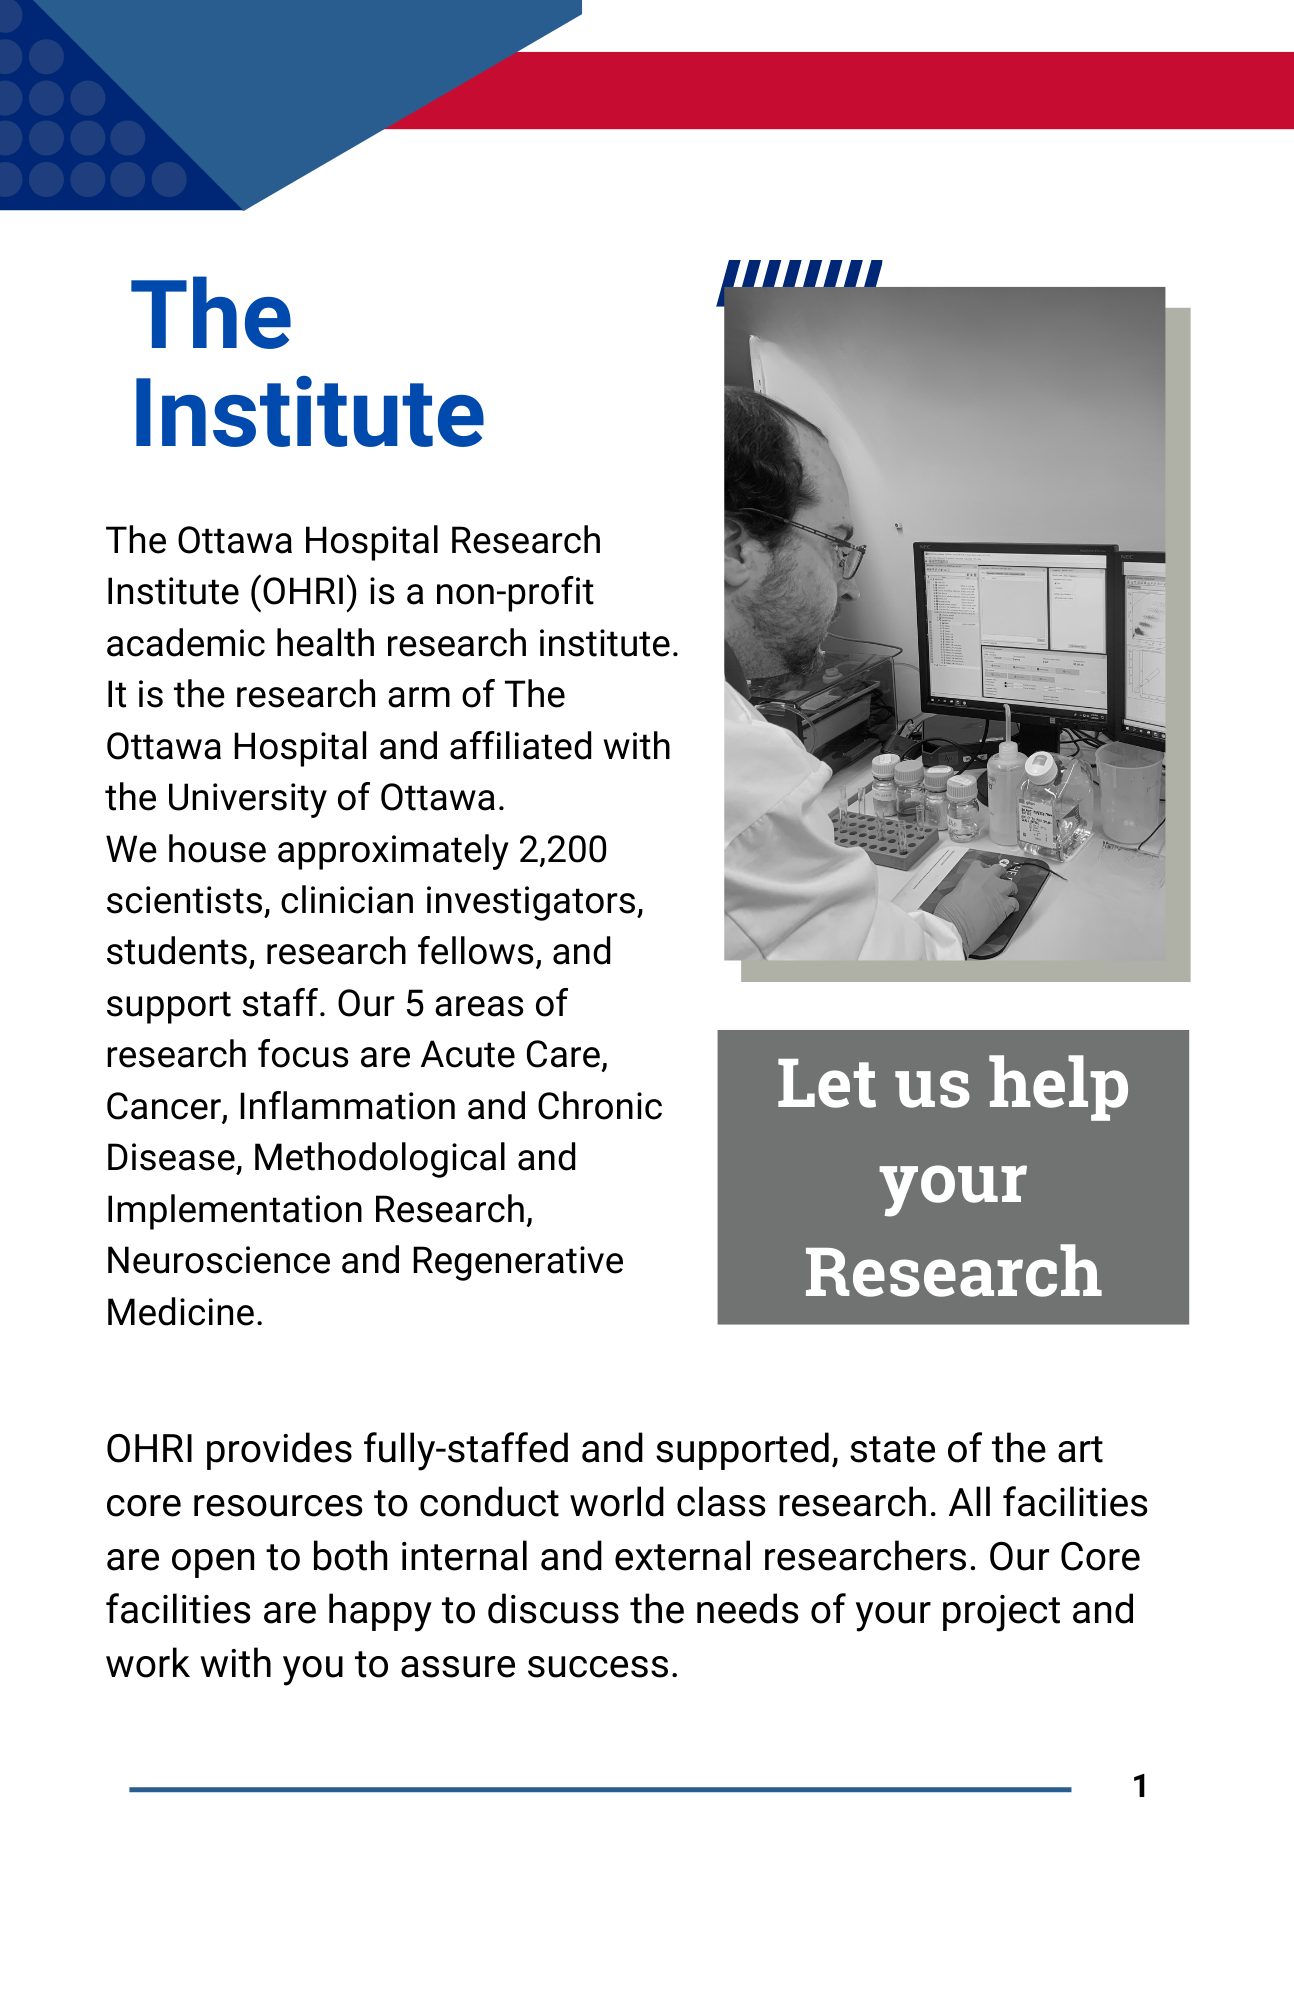 The
Institute
The Ottawa Hospital Research
Institute (OHRI) is a non-profit
academic health research institute.
It is the research arm of The
Ottawa Hospital and affiliated with
the University of Ottawa.
We house approximately 2,200
scientists, clinician investigators,
students, research fellows, and
support staff. Our 5 areas of
research focus are Acute Care,
Cancer, Inflammation and Chronic
Disease, Methodological and
Implementation Research,
Neuroscience and Regenerative
Medicine.
Let us help
your
Research
OHRI provides fully-staffed and supported, state of the art
core resources to conduct world class research. All facilities
are open to both internal and external researchers. Our Core
facilities are happy to discuss the needs of your project and
work with you to assure success.
1